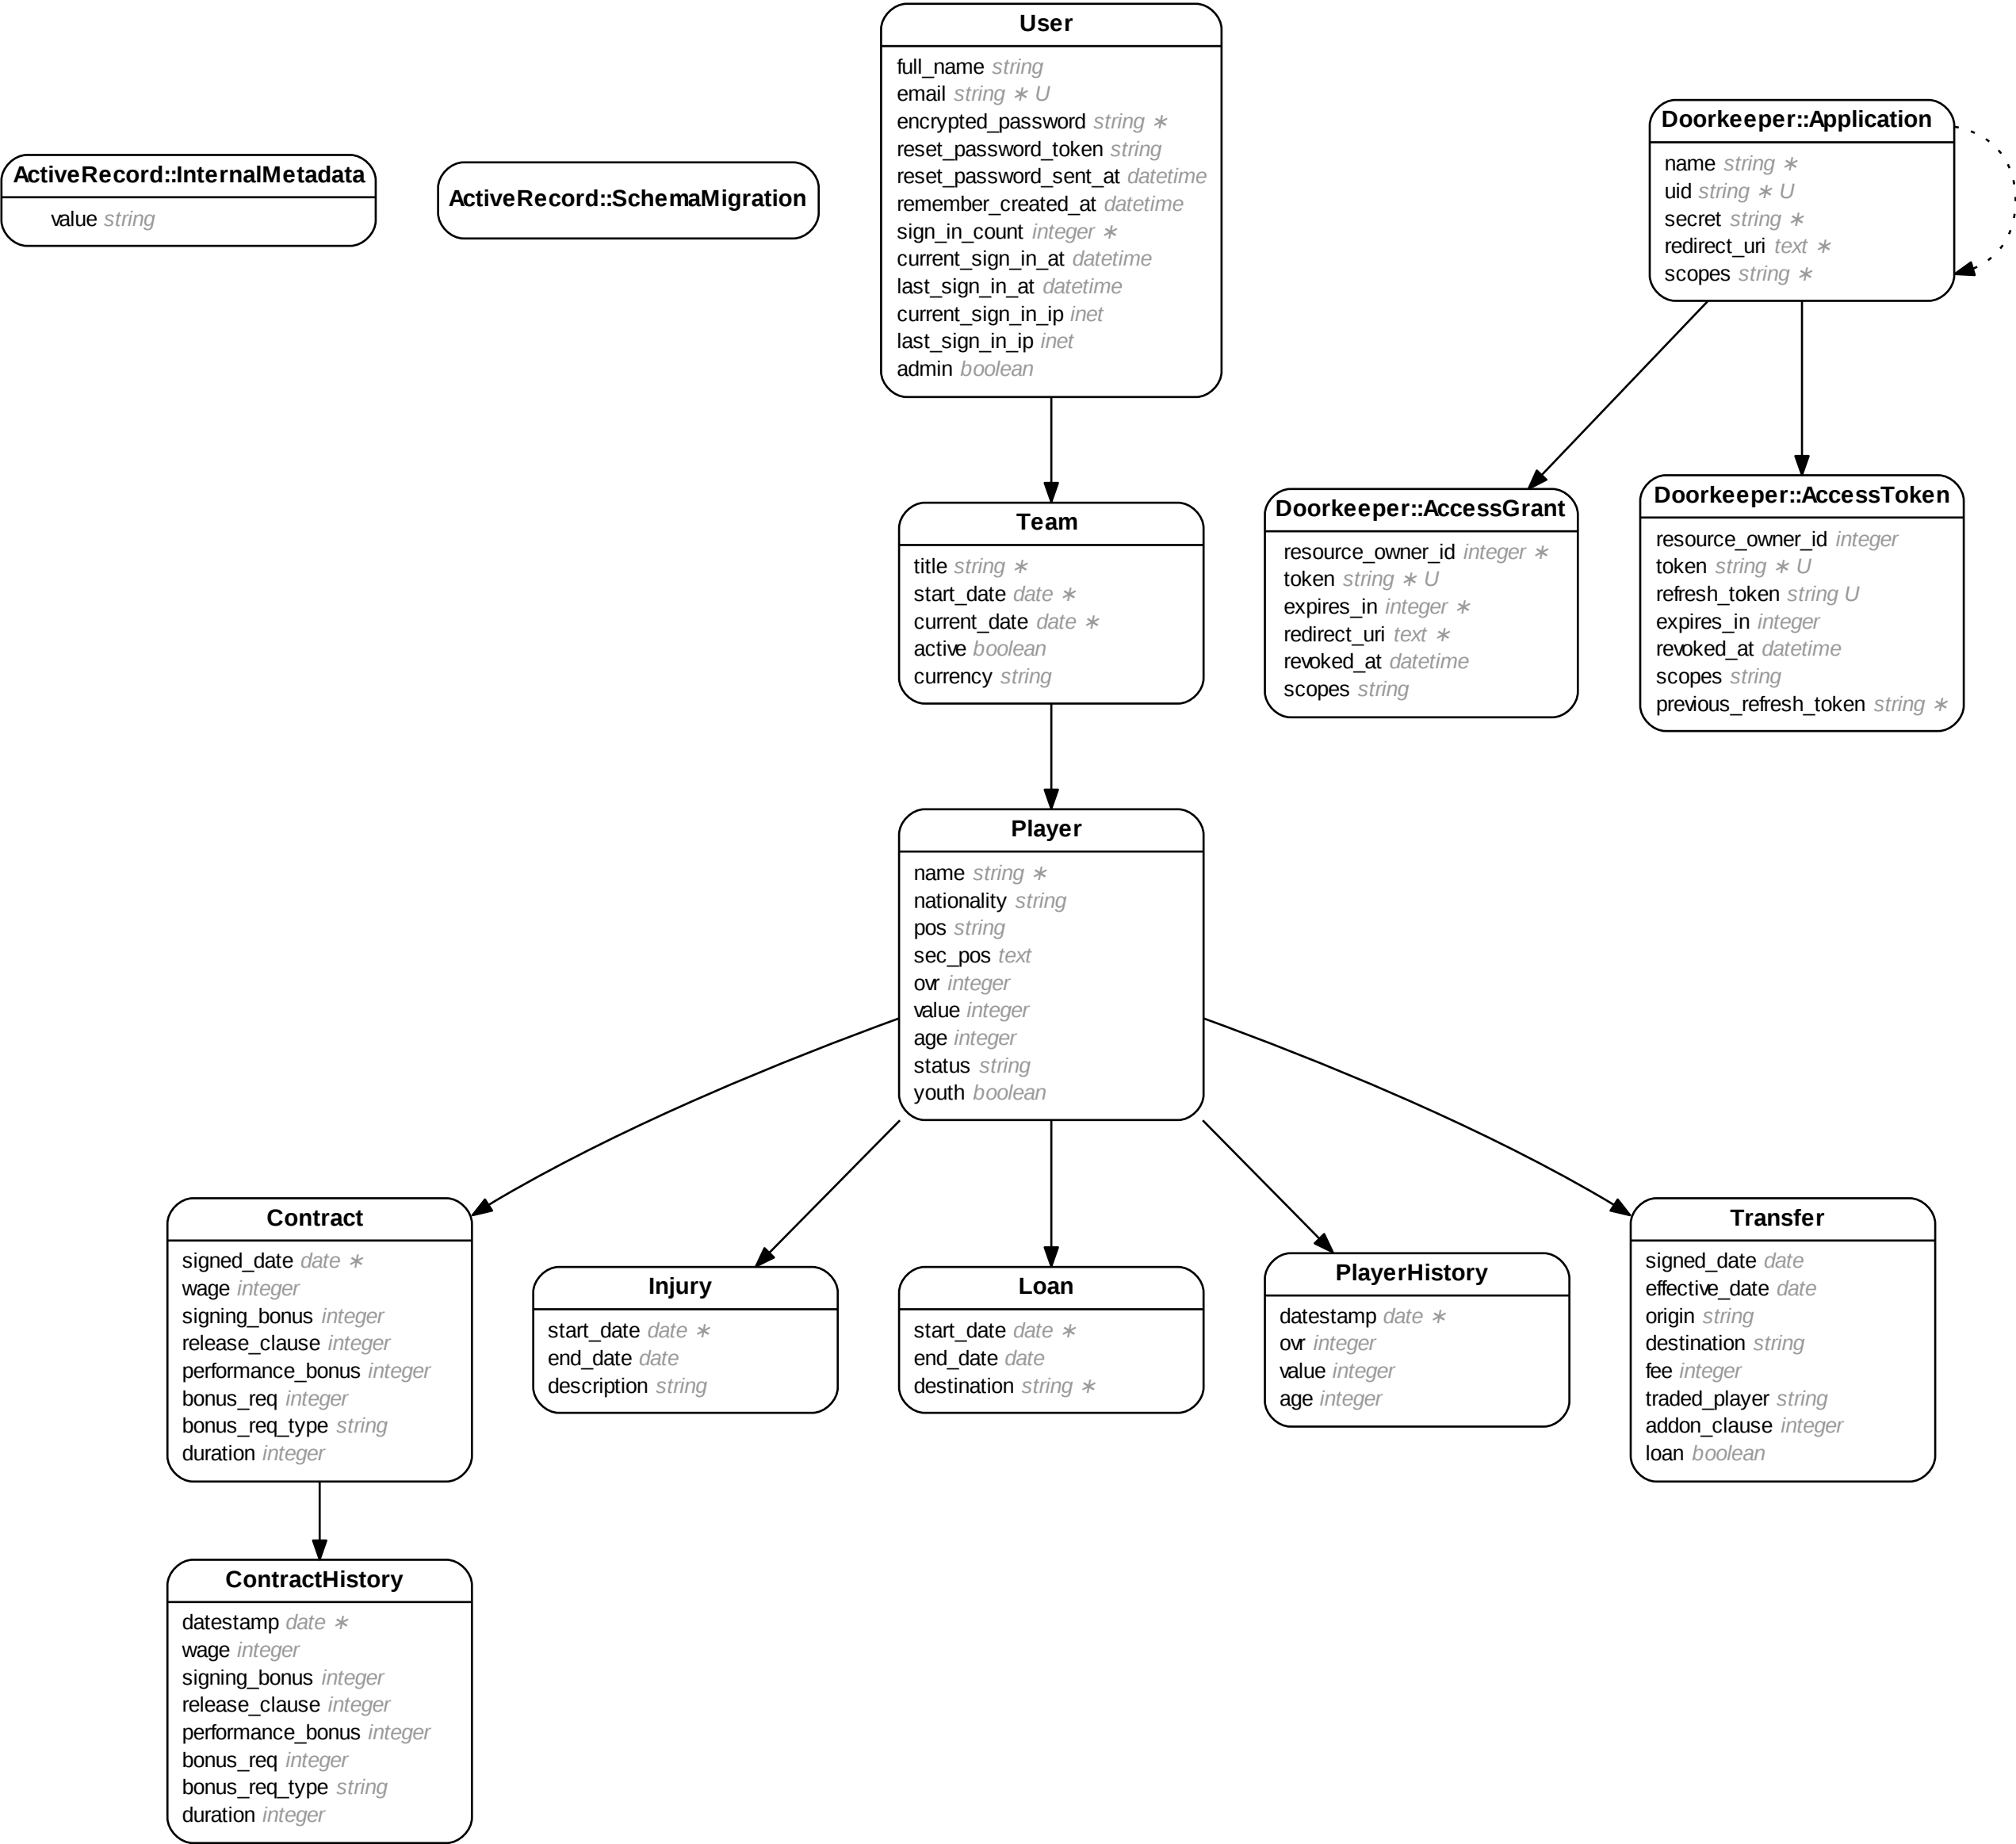 User
full_name string
email string ∗ U
encrypted_password string ∗
reset_password_token string
reset_password_sent_at datetime
remember_created_at datetime
sign_in_count integer ∗
current_sign_in_at datetime
last_sign_in_at datetime
current_sign_in_ip inet
last_sign_in_ip inet
admin boolean
Doorkeeper::Application
name string ∗
uid string ∗ U
secret string ∗
redirect_uri text ∗
scopes string ∗
ActiveRecord::InternalMetadata
value string
ActiveRecord::SchemaMigration
Team
title string ∗
start_date date ∗
current_date date ∗
active boolean
currency string
Doorkeeper::AccessGrant
resource_owner_id integer ∗
token string ∗ U
expires_in integer ∗
redirect_uri text ∗
revoked_at datetime
scopes string
Doorkeeper::AccessToken
resource_owner_id integer
token string ∗ U
refresh_token string U
expires_in integer
revoked_at datetime
scopes string
previous_refresh_token string ∗
Player
name string ∗
nationality string
pos string
sec_pos text
ovr integer
value integer
age integer
status string
youth boolean
Contract
signed_date date ∗
wage integer
signing_bonus integer
release_clause integer
performance_bonus integer
bonus_req integer
bonus_req_type string
duration integer
Injury
start_date date ∗
end_date date
description string
Loan
start_date date ∗
end_date date
destination string ∗
PlayerHistory
datestamp date ∗
ovr integer
value integer
age integer
Transfer
signed_date date
effective_date date
origin string
destination string
fee integer
traded_player string
addon_clause integer
loan boolean
ContractHistory
datestamp date ∗
wage integer
signing_bonus integer
release_clause integer
performance_bonus integer
bonus_req integer
bonus_req_type string
duration integer